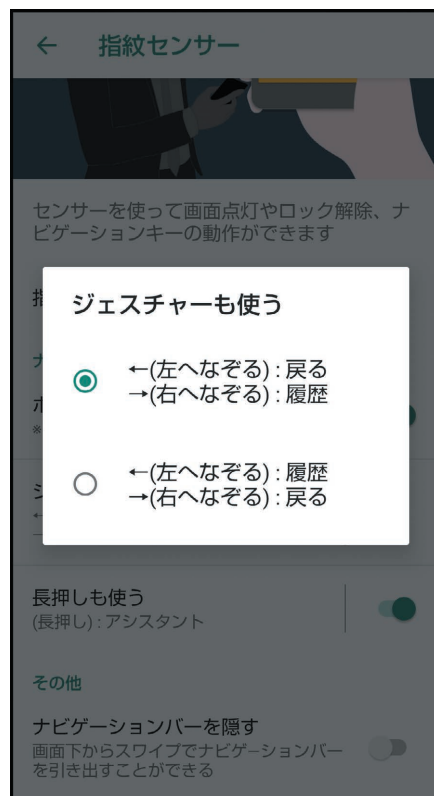 ← 指紋センサー
センサーを使って画面点灯やロック解除、ナ
ビゲーションキーの動作ができます
指
ジェスチャーも使う
ナ
←(左へなぞる) : 戻る
→(右へなぞる) : 履歴
ホ
※
←(左へなぞる) : 履歴
→(右へなぞる) : 戻る
ジ
←
→
長押しも使う
(長押し) : アシスタント
その他
ナビゲーションバーを隠す
画面下からスワイプでナビゲーションバー
を引き出すことができる